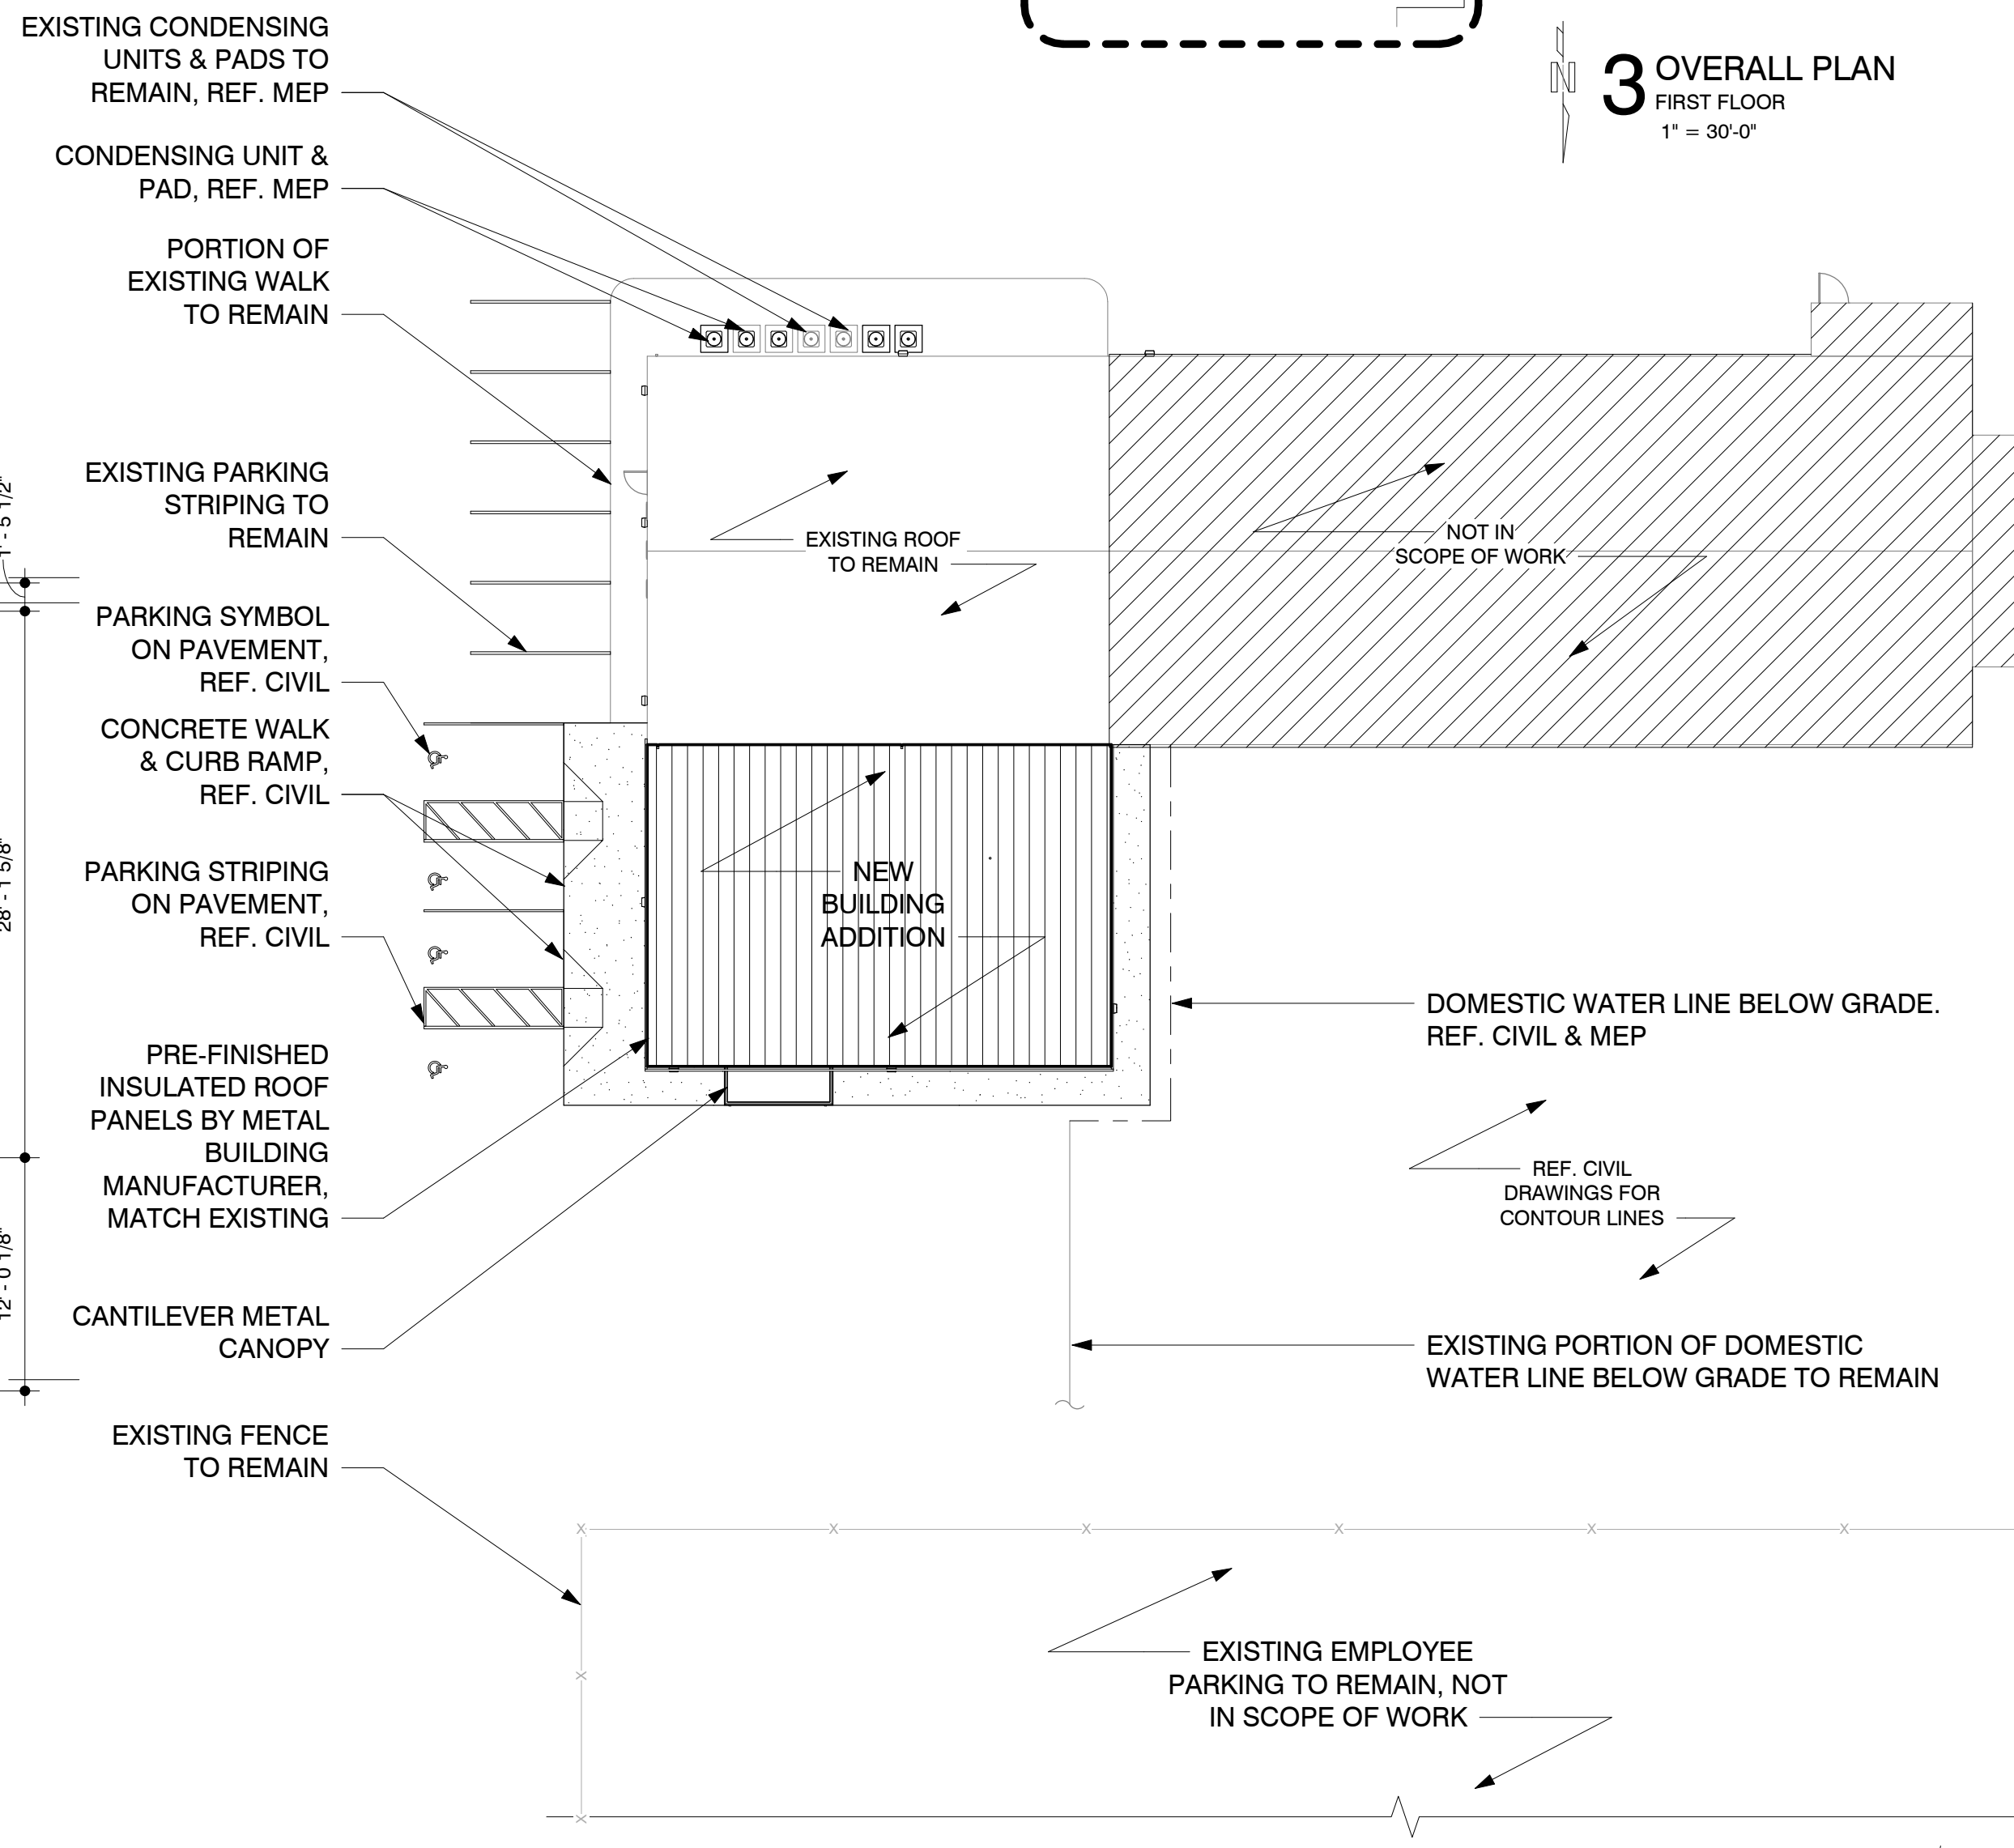 EXISTING CONDENSING
UNITS & PADS TO
REMAIN, REF. MEP
3
OVERALL PLAN
FIRST FLOOR
1" = 30'-0"
N
CONDENSING UNIT &
PAD, REF. MEP
PORTION OF
EXISTING WALK
TO REMAIN
EXISTING PARKING
STRIPING TO
REMAIN
EXISTING ROOF
TO REMAIN
NOT IN
SCOPE OF WORK
PARKING SYMBOL
ON PAVEMENT,
REF. CIVIL
CONCRETE WALK
& CURB RAMP,
REF. CIVIL
28' - 1 5/8"
PARKING STRIPING
ON PAVEMENT,
REF. CIVIL
NEW
BUILDING
ADDITION
DOMESTIC WATER LINE BELOW GRADE.
REF. CIVIL & MEP
PRE-FINISHED
INSULATED ROOF
PANELS BY METAL
BUILDING
MANUFACTURER,
MATCH EXISTING
REF. CIVIL
DRAWINGS FOR
CONTOUR LINES
12' - 0 1/8"
CANTILEVER METAL
CANOPY
EXISTING PORTION OF DOMESTIC
WATER LINE BELOW GRADE TO REMAIN
EXISTING FENCE
TO REMAIN
X X X X X X
X
X
EXISTING EMPLOYEE
PARKING TO REMAIN, NOT
IN SCOPE OF WORK